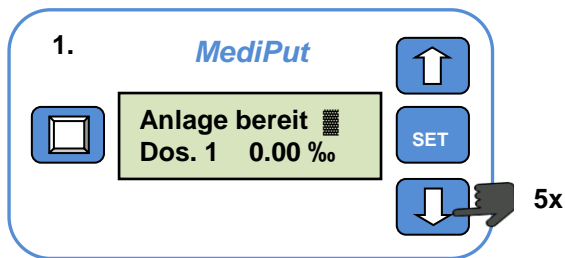 1.
MediPut
Anlage bereit ▓
Dos. 1 0.00 ‰
SET
5x